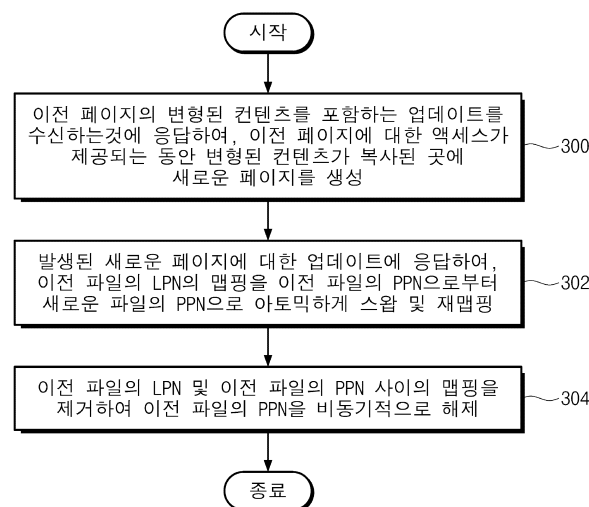 시작
이전 페이지의 변형된 컨텐츠를 포함하는 업데이트를
수신하는것에 응답하여, 이전 페이지에 대한 액세스가
제공되는 동안 변형된 컨텐츠가 복사된 곳에
새로운 페이지를 생성
300
발생된 새로운 페이지에 대한 업데이트에 응답하여,
이전 파일의 LPN의 맵핑을 이전 파일의 PPN으로부터
새로운 파일의 PPN으로 아토믹하게 스왑 및 재맵핑
302
이전 파일의 LPN 및 이전 파일의 PPN 사이의 맵핑을
제거하여 이전 파일의 PPN을 비동기적으로 해제
304
종료